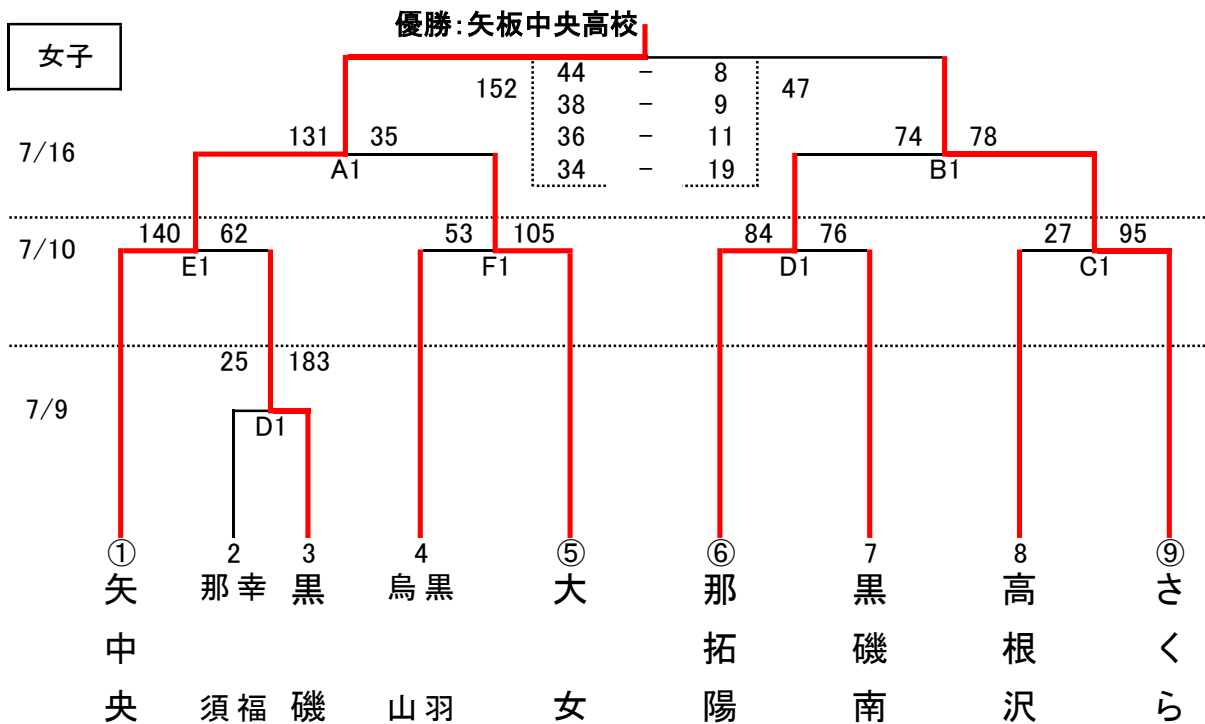 優勝:矢板中央高校
女子
44 - 8
152 47
38 - 9
36 - 11
131 35 74 78
7/16
34 - 19
A1 B1
140 62 53 105 84 76 27 95
7/10
E1 F1 D1 C1
25 183
7/9
D1
① 2 3 4 ⑤ ⑥ 7 8 ⑨
矢中央
那須
幸福
黒磯
烏山
黒羽
大女
那拓陽
黒磯南
高根沢
さくら